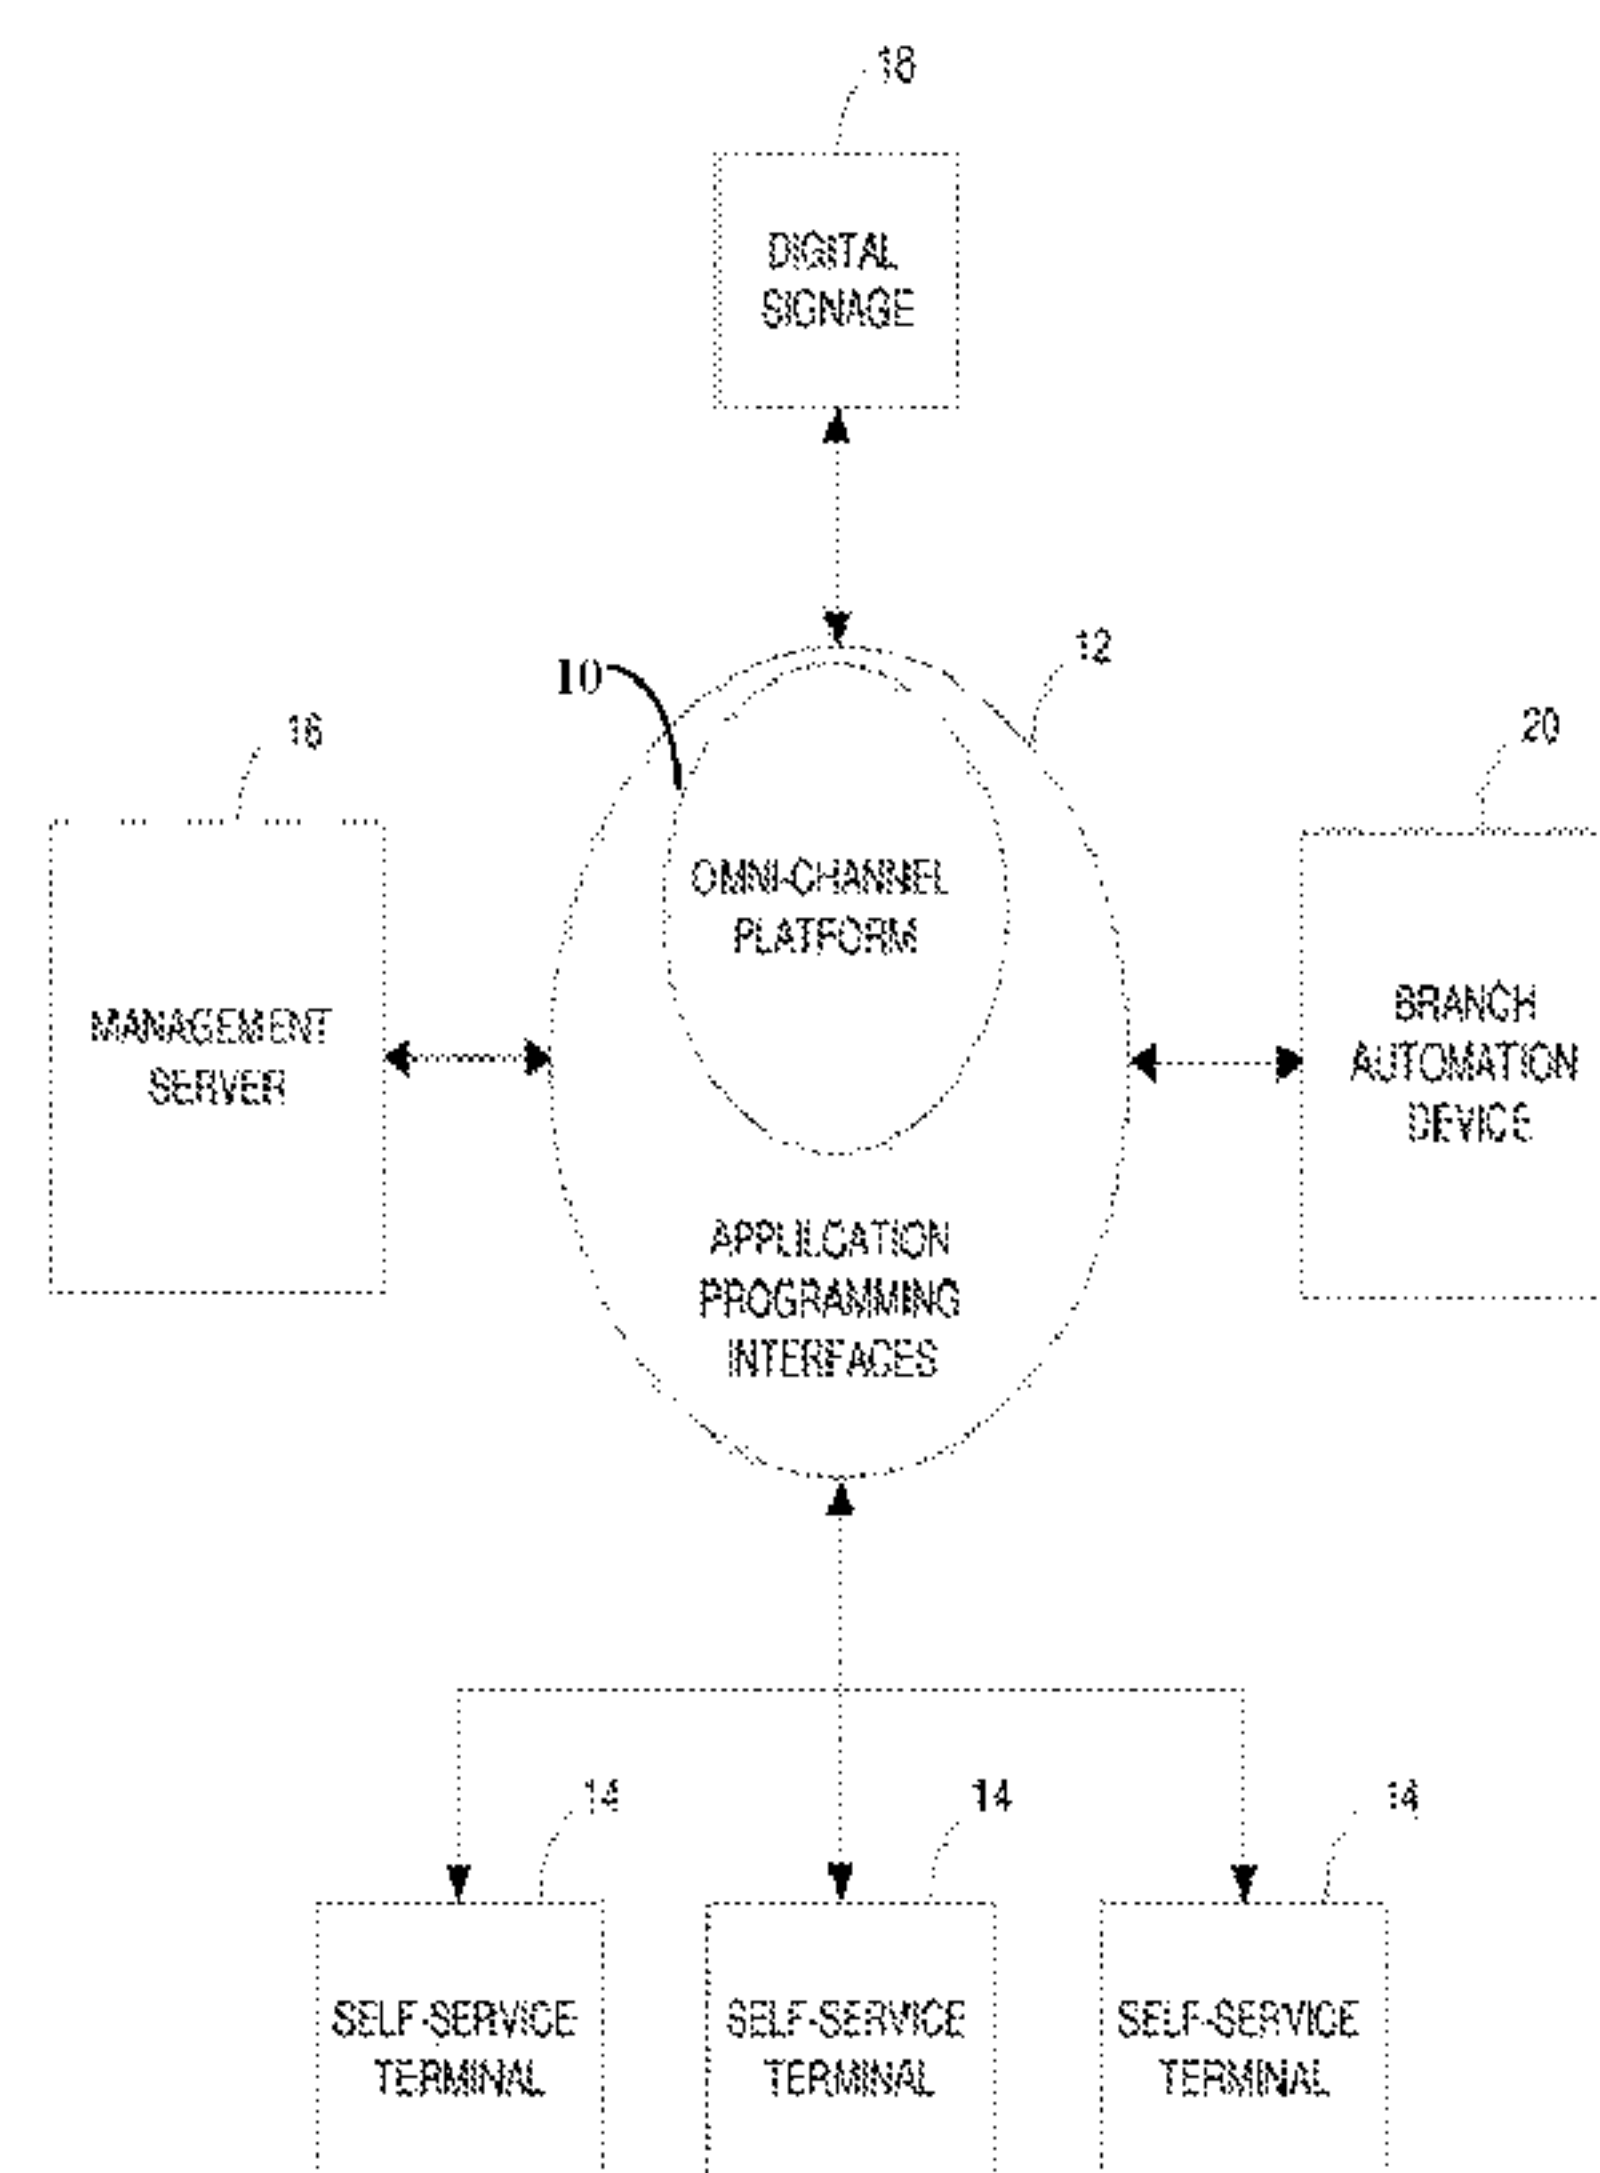 18
DIGITAL
SIGNAGE
10
12
16
20
OMNI-CHANNEL
PLATFORM
MANAGEMENT
SERVER
BRANCH
AUTOMATION
DEVICE
APPLILCATION
PROGRAMMING
INTERFACES
14
14
14
SELF-SERVICE
TERMINAL
SELF-SERVICE
TERMINAL
SELF-SERVICE
TERMINAL